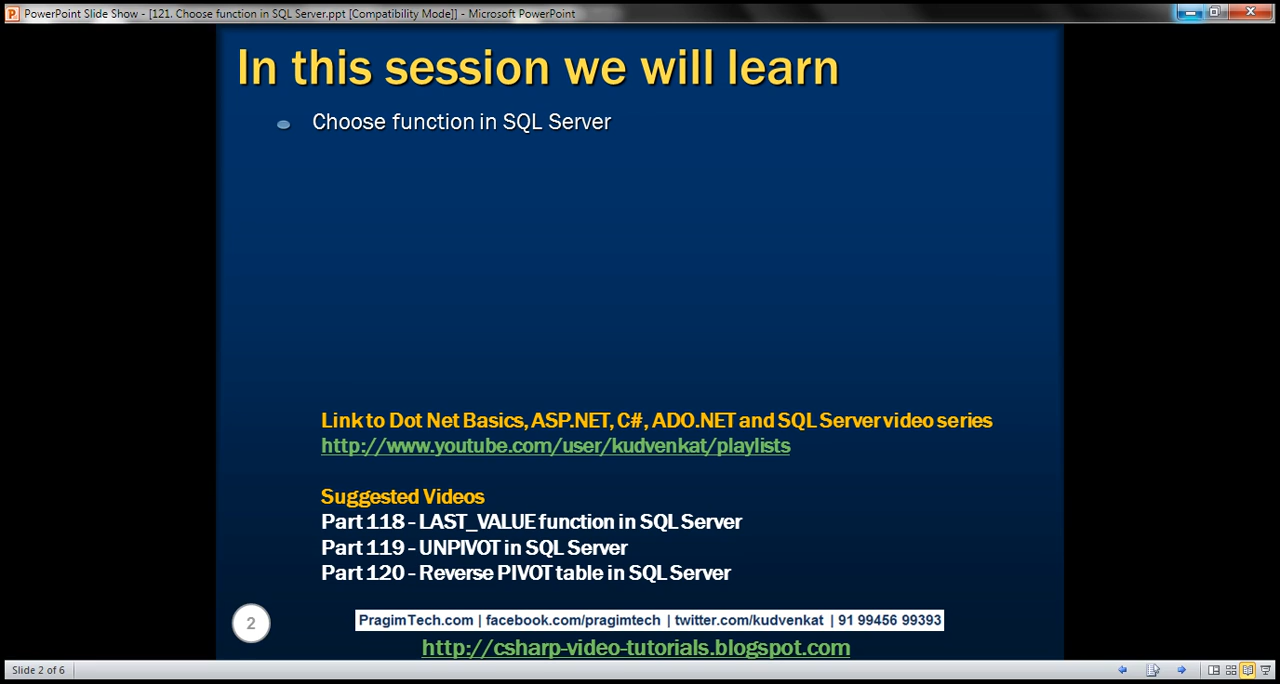 PowerPoint Slide Show - [121. Choose function in SQL Server.ppt [Compatibility Mode]] - Microsoft PowerPoint
In this session we will learn
Choose function in SQL Server
Link to Dot Net Basics, ASP.NET, C#, ADO.NET and SQL Server video series
http://www.youtube.com/user/kudvenkat/playlists
Suggested Videos
Part 118 - LAST_VALUE function in SQL Server
Part 119 - UNPIVOT in SQL Server
Part 120 - Reverse PIVOT table in SQL Server
2
PragimTech.com | facebook.com/pragimtech | twitter.com/kudvenkat | 91 99456 99393
http://csharp-video-tutorials.blogspot.com
Slide 2 of 6